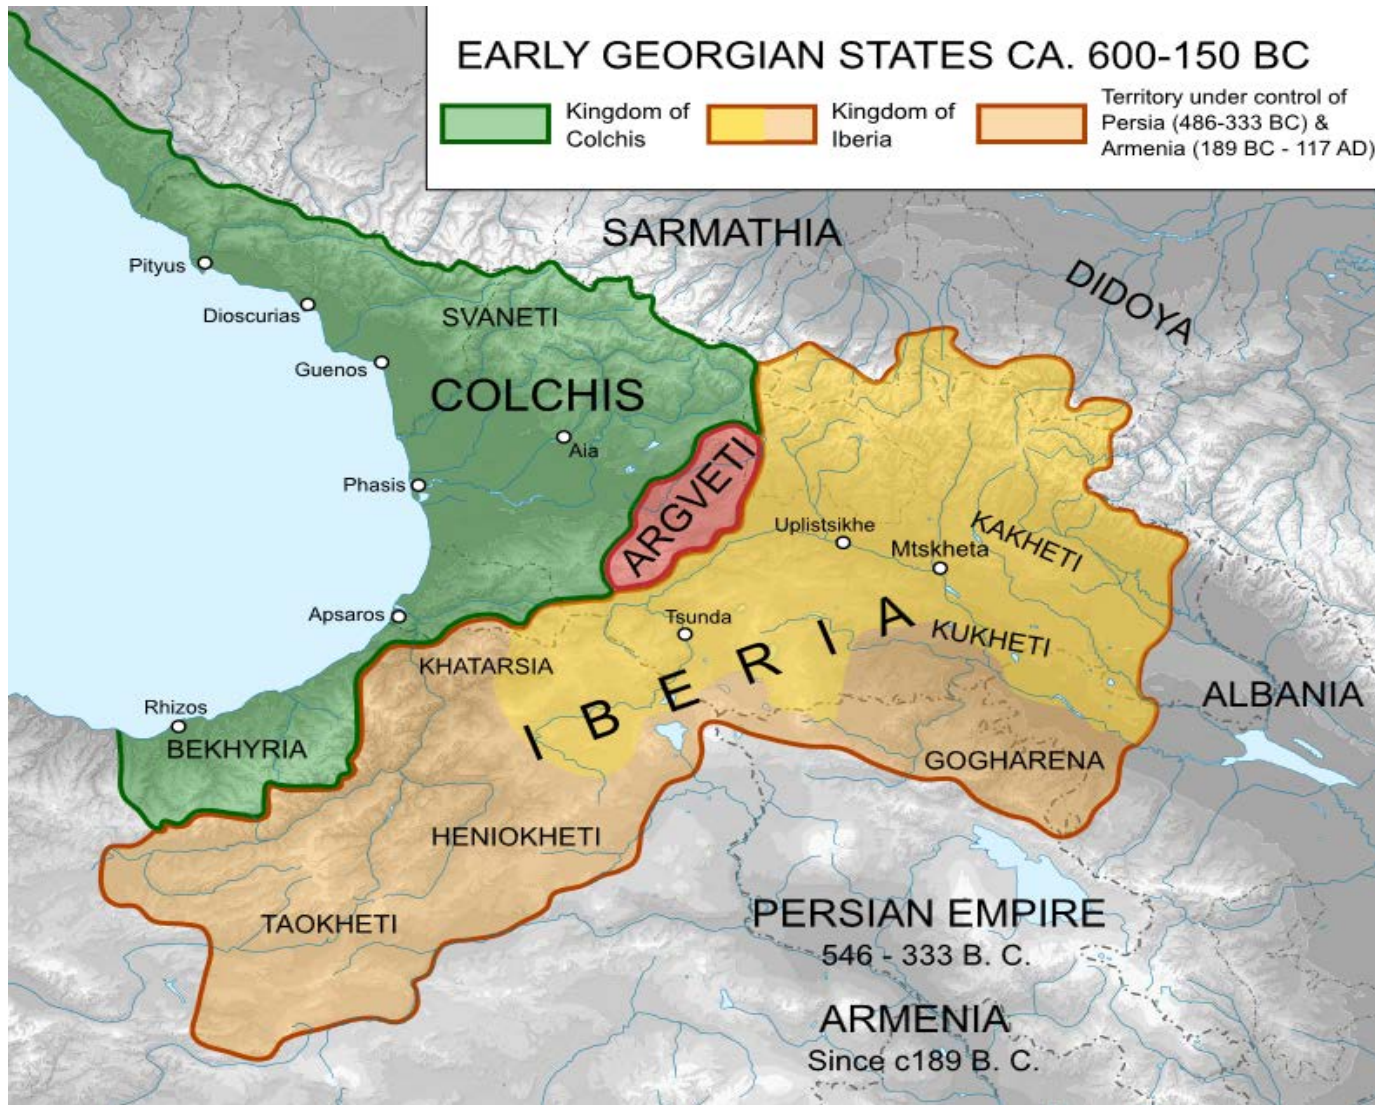 EARLY GEORGIAN STATES CA. 600-150 BC
Kingdom of
Colchis
Kingdom of
Iberia
Territory under control of
Persia (486-333 BC) &
Armenia (189 BC - 117 AD)
SARMATHIA
DIDOYA
Pityus
Dioscurias
SVANETI
Guenos
COLCHIS
Aia
Phasis
ARGVETI
Uplistsikhe
Mtskheta
KAKHETI
Apsaros
Tsunda
KUKHETI
IBERIA
KHATARSIA
ALBANIA
Rhizos
BEKHYRIA
GOGHARENA
HENIOKHETI
TAOKHETI
PERSIAN EMPIRE
546 - 333 B. C.
ARMENIA
Since c189 B. C.